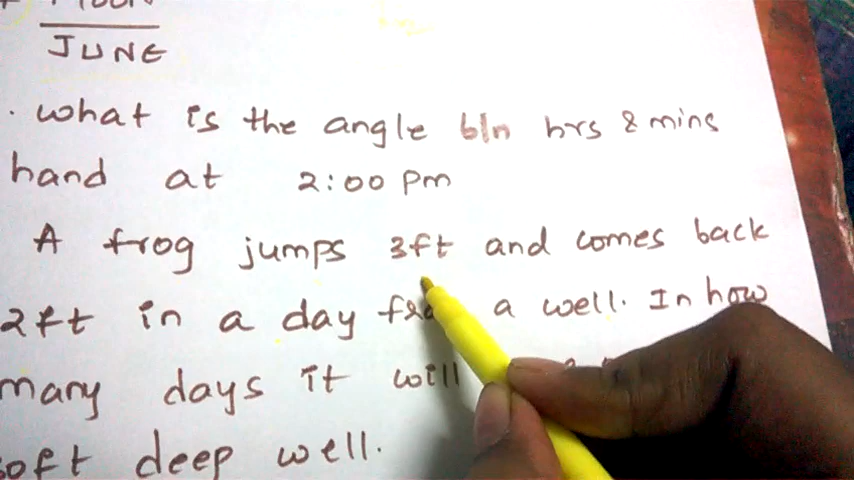 JUNE
. What is the angle b/n hrs & mins
hand at 2:00 Pm
A frog jumps 3ft and comes back
2ft in a day a well. In how
many days it will
deep well.